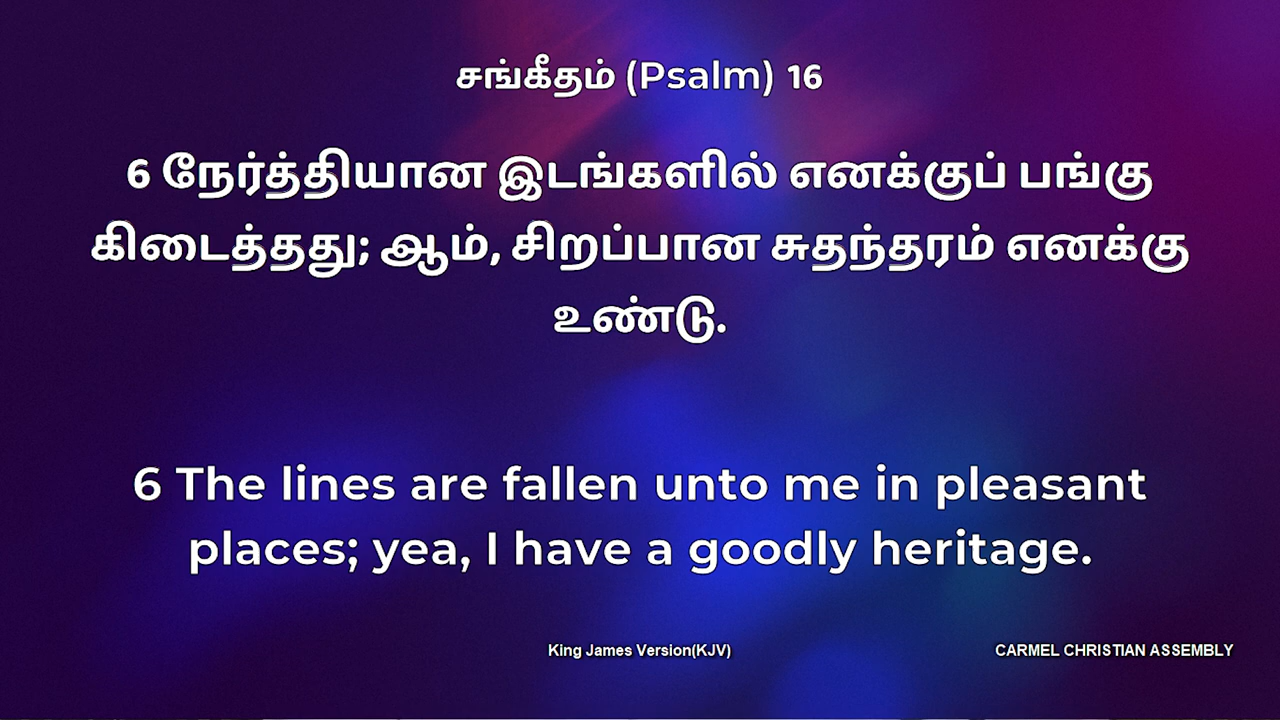 சங்கீதம் (Psalm) 16
6 நேர்த்தியான இடங்களில் எனக்குப் பங்கு
கிடைத்தது; ஆம், சிறப்பான சுதந்தரம் எனக்கு
உண்டு.
6 The lines are fallen unto me in pleasant
places; yea, I have a goodly heritage.
King James Version(KJV)
CARMEL CHRISTIAN ASSEMBLY